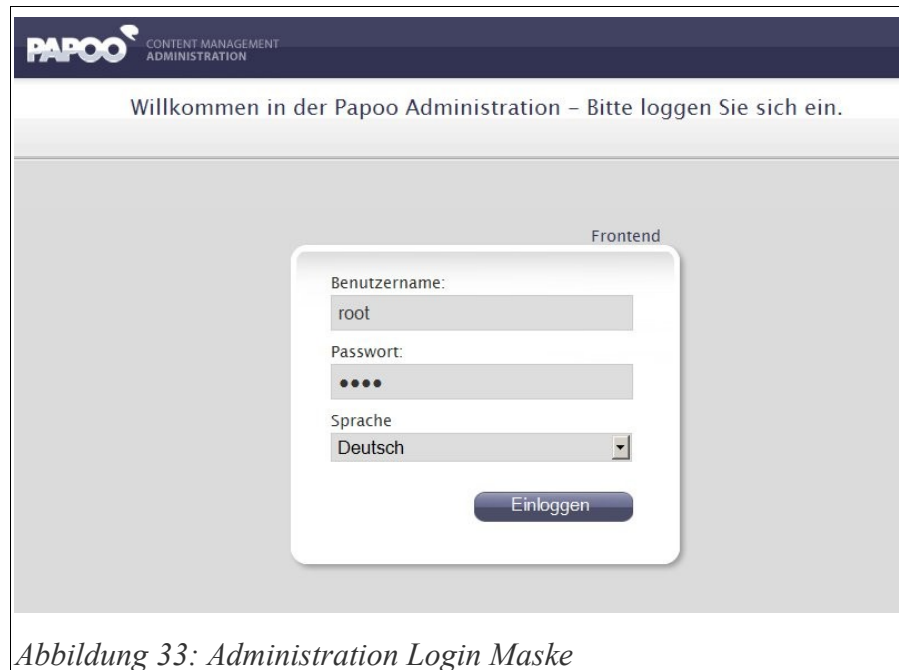 PAPOO CONTENT MANAGEMENT
ADMINISTRATION
Willkommen in der Papoo Administration – Bitte loggen Sie sich ein.
Frontend
Benutzername:
root
Passwort:
••••
Sprache
Deutsch
Einloggen
Abbildung 33: Administration Login Maske